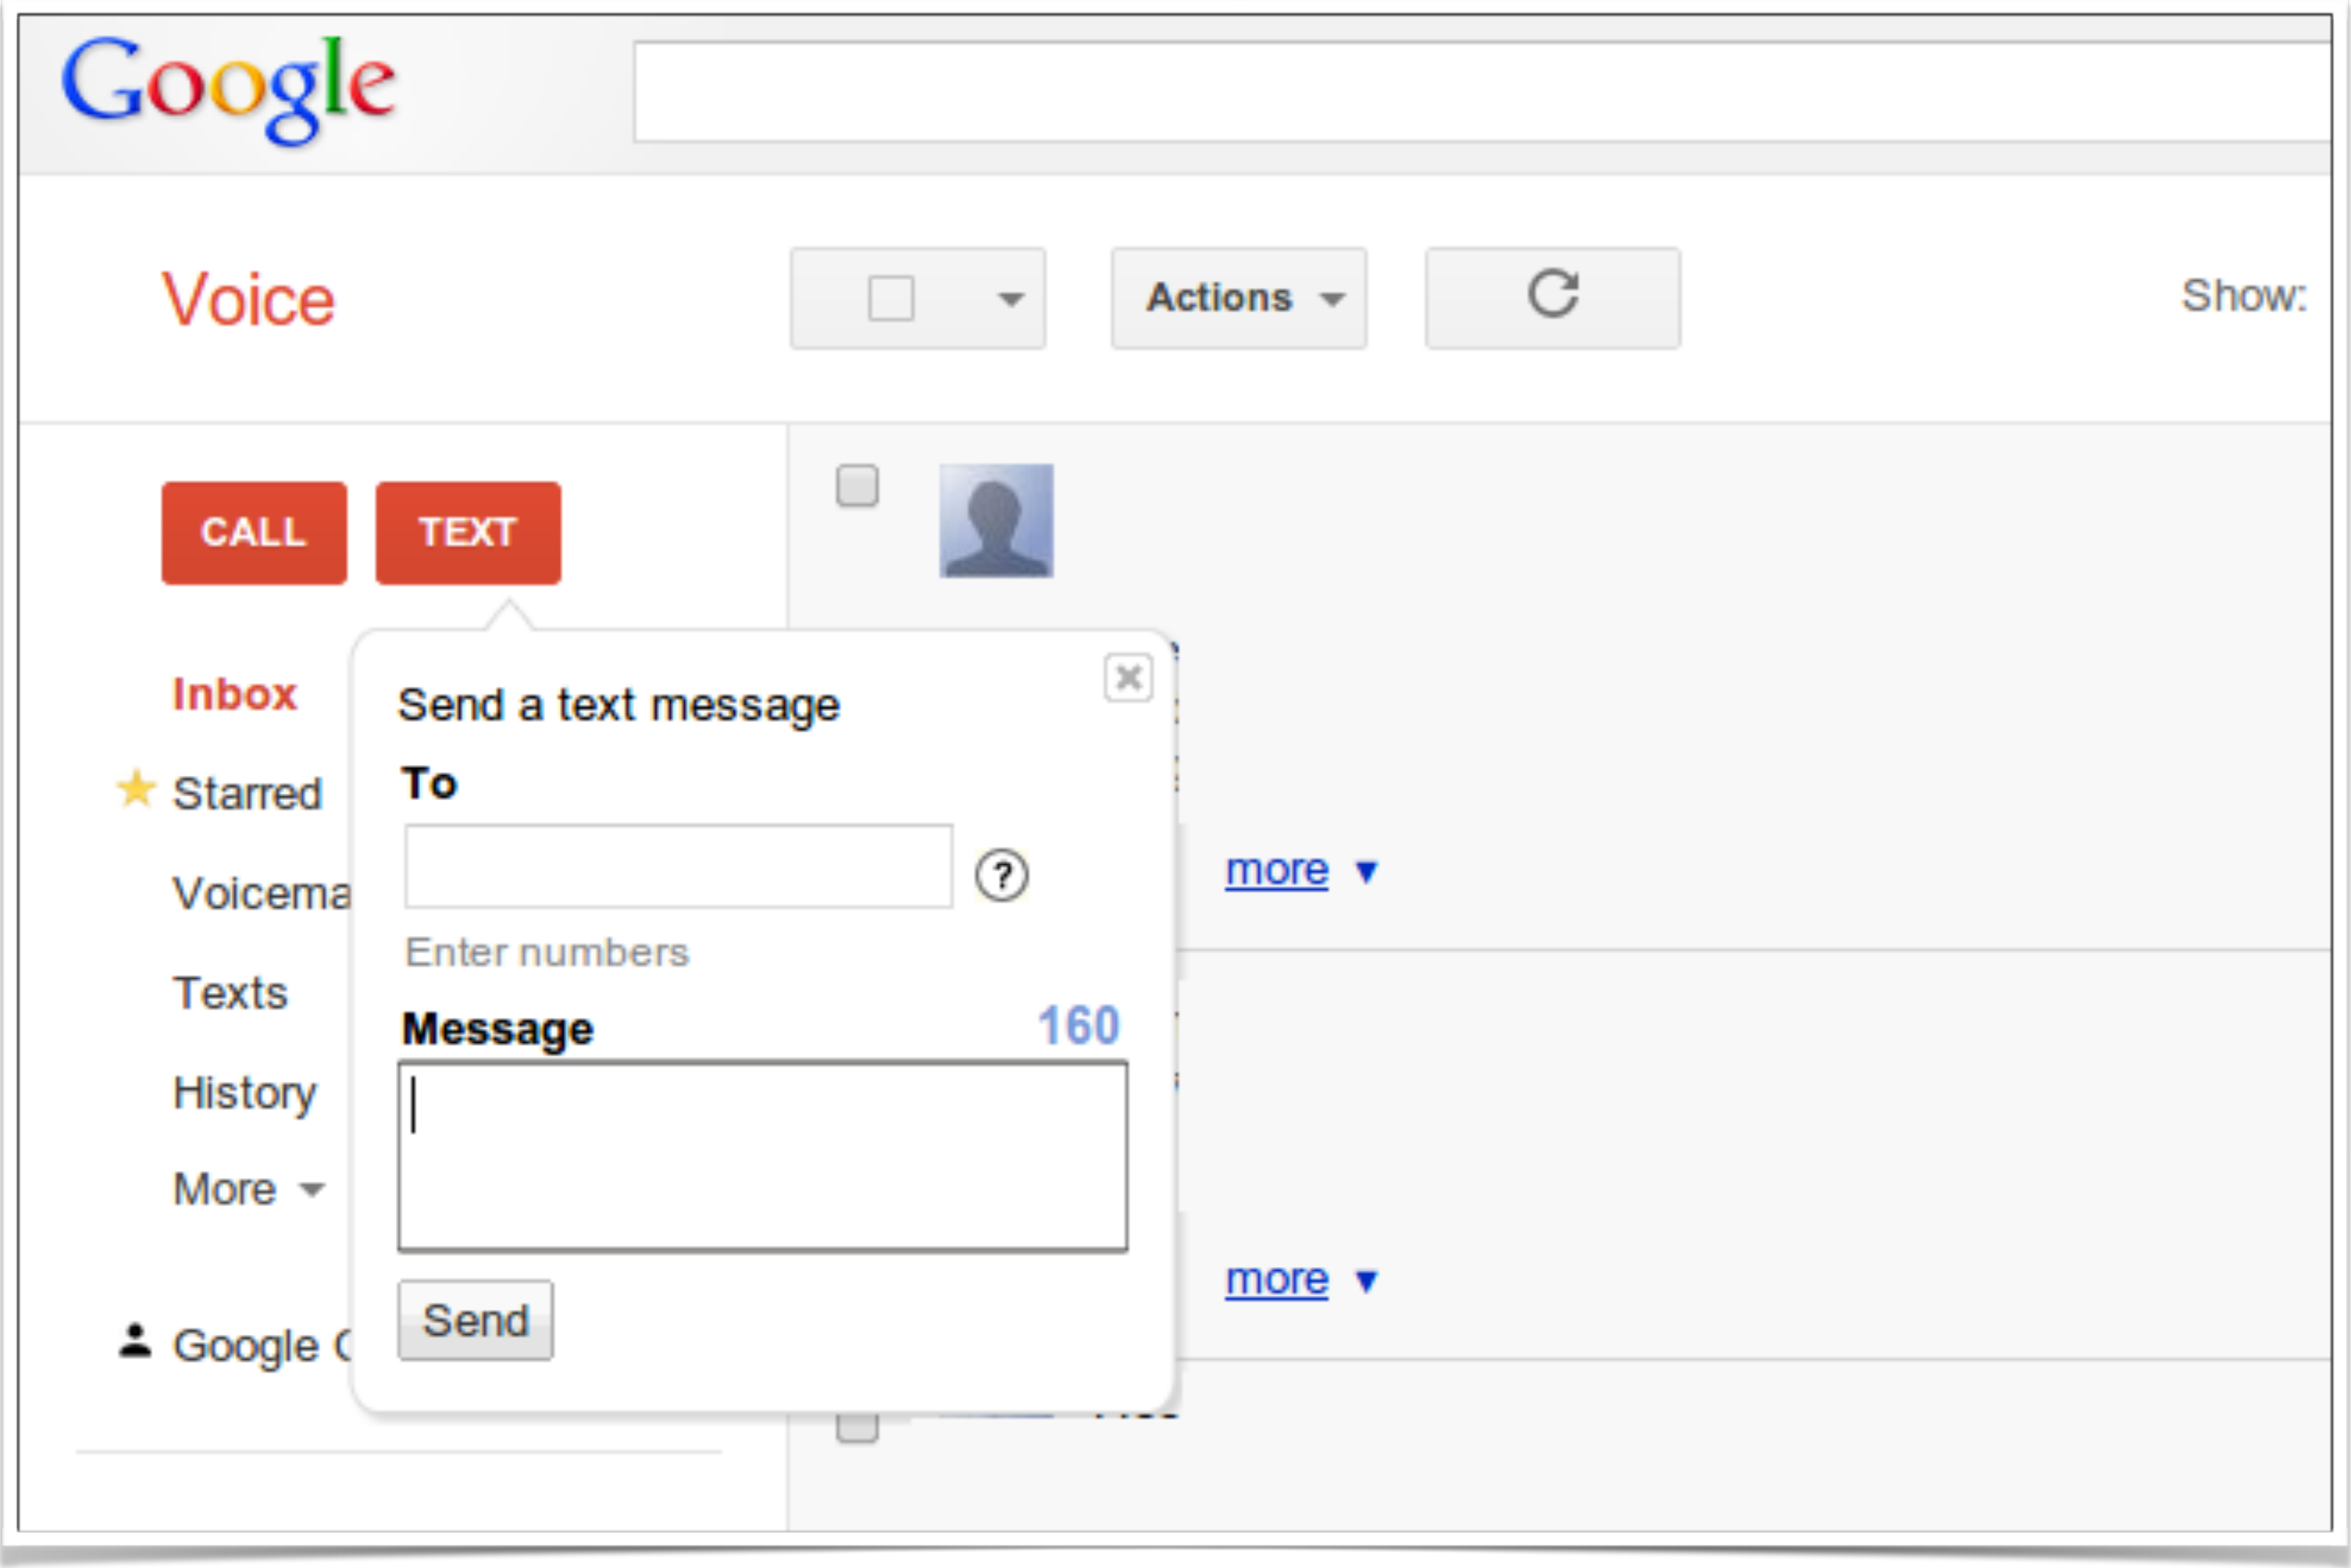 Google
Voice
Actions
Show:
CALL
TEXT
Inbox
Starred
Voicema
Texts
History
More
Google
Send a text message
To
?
Enter numbers
Message 160
Send
more
more